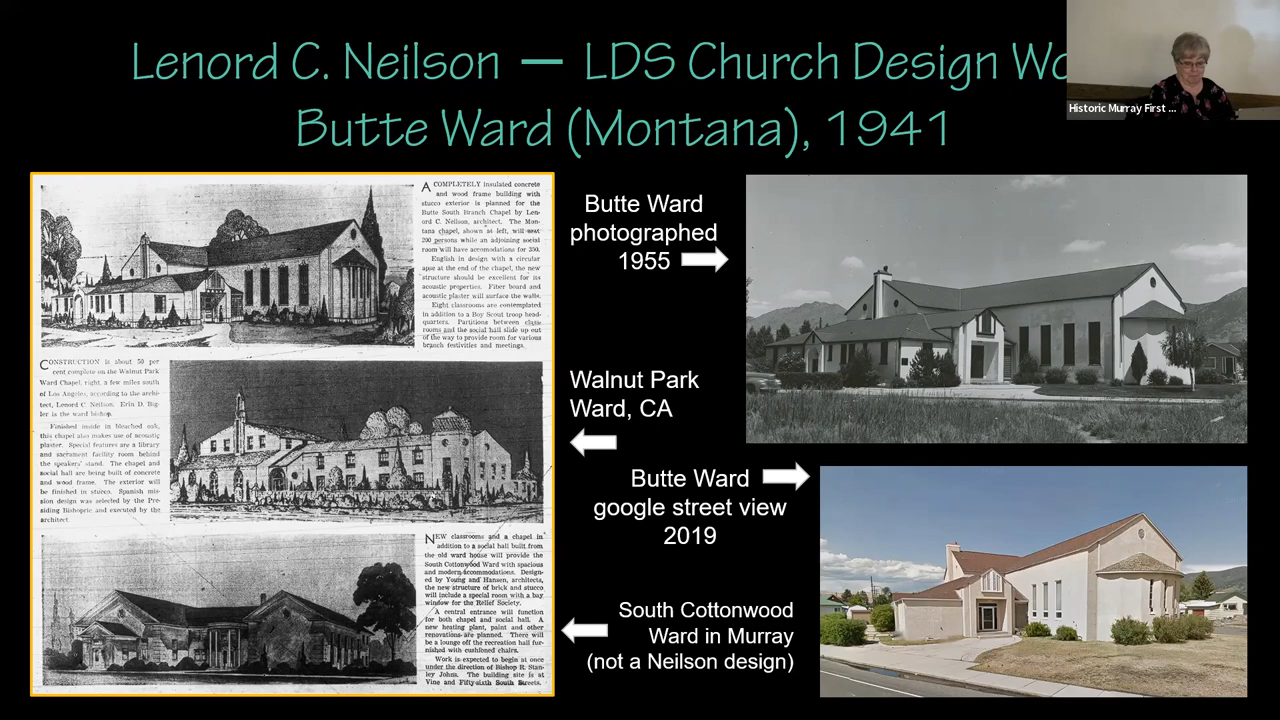 Lenord C. Neilson — LDS Church Design Wo
Butte Ward (Montana), 1941
Historic Murray First ...
A COMPLETELY insulated concrete
and wood frame building with
stucco exterior is planned for the
Butte South Branch Chapel by Len-
ord C. Neilson, architect. The Mon-
tana chapel, shown at left, will seat
200 persons while an adjoining social
room will have accomodations for 350.
English in design with a circular
apse at the end of the chapel, the new
structure should be excellent for its
acoustic properties. Fiber board and
acoustic plaster will surface the walls.
Eight classrooms are contemplated
in addition to a Boy Scout troop head-
quarters. Partitions between class
rooms and the social hall slide up out
of the way to provide room for various
branch festivities and meetings.
CONSTRUCTION is about 50 per
cent complete on the Walnut Park
Ward Chapel, right, a few miles south
of Los Angeles, according to the archi-
tect, Lenord C. Neilson. Erin D. Big-
ler is the ward bishop.
Finished inside in bleached oak,
this chapel also makes use of acoustic
plaster. Special features are a library
and sacrament facility room behind
the speakers' stand. The chapel and
social hall are being built of concrete
and wood frame. The exterior will
be finished in stucco. Spanish mis-
sion design was selected by the Pre-
siding Bishopric and executed by the
architect.
NEW classrooms and a chapel in
addition to a social hall built from
the old ward house will provide the
South Cottonwood Ward with spacious
and modern accommodations. Design-
ed by Young and Hansen, architects,
the new structure of brick and stucco
will include a special room with a bay
window for the Relief Society.
A central entrance will function
for both chapel and social hall. A
new heating plant, paint and other
renovations are planned. There will
be a lounge off the recreation hall fur-
nished with cushioned chairs.
Work is expected to begin at once
under the direction of Bishop R. Stan-
ley Johns. The building site is at
Vine and Fifty-sixth South Streets.
Butte Ward
photographed
1955
Walnut Park
Ward, CA
Butte Ward
google street view
2019
South Cottonwood
Ward in Murray
(not a Neilson design)